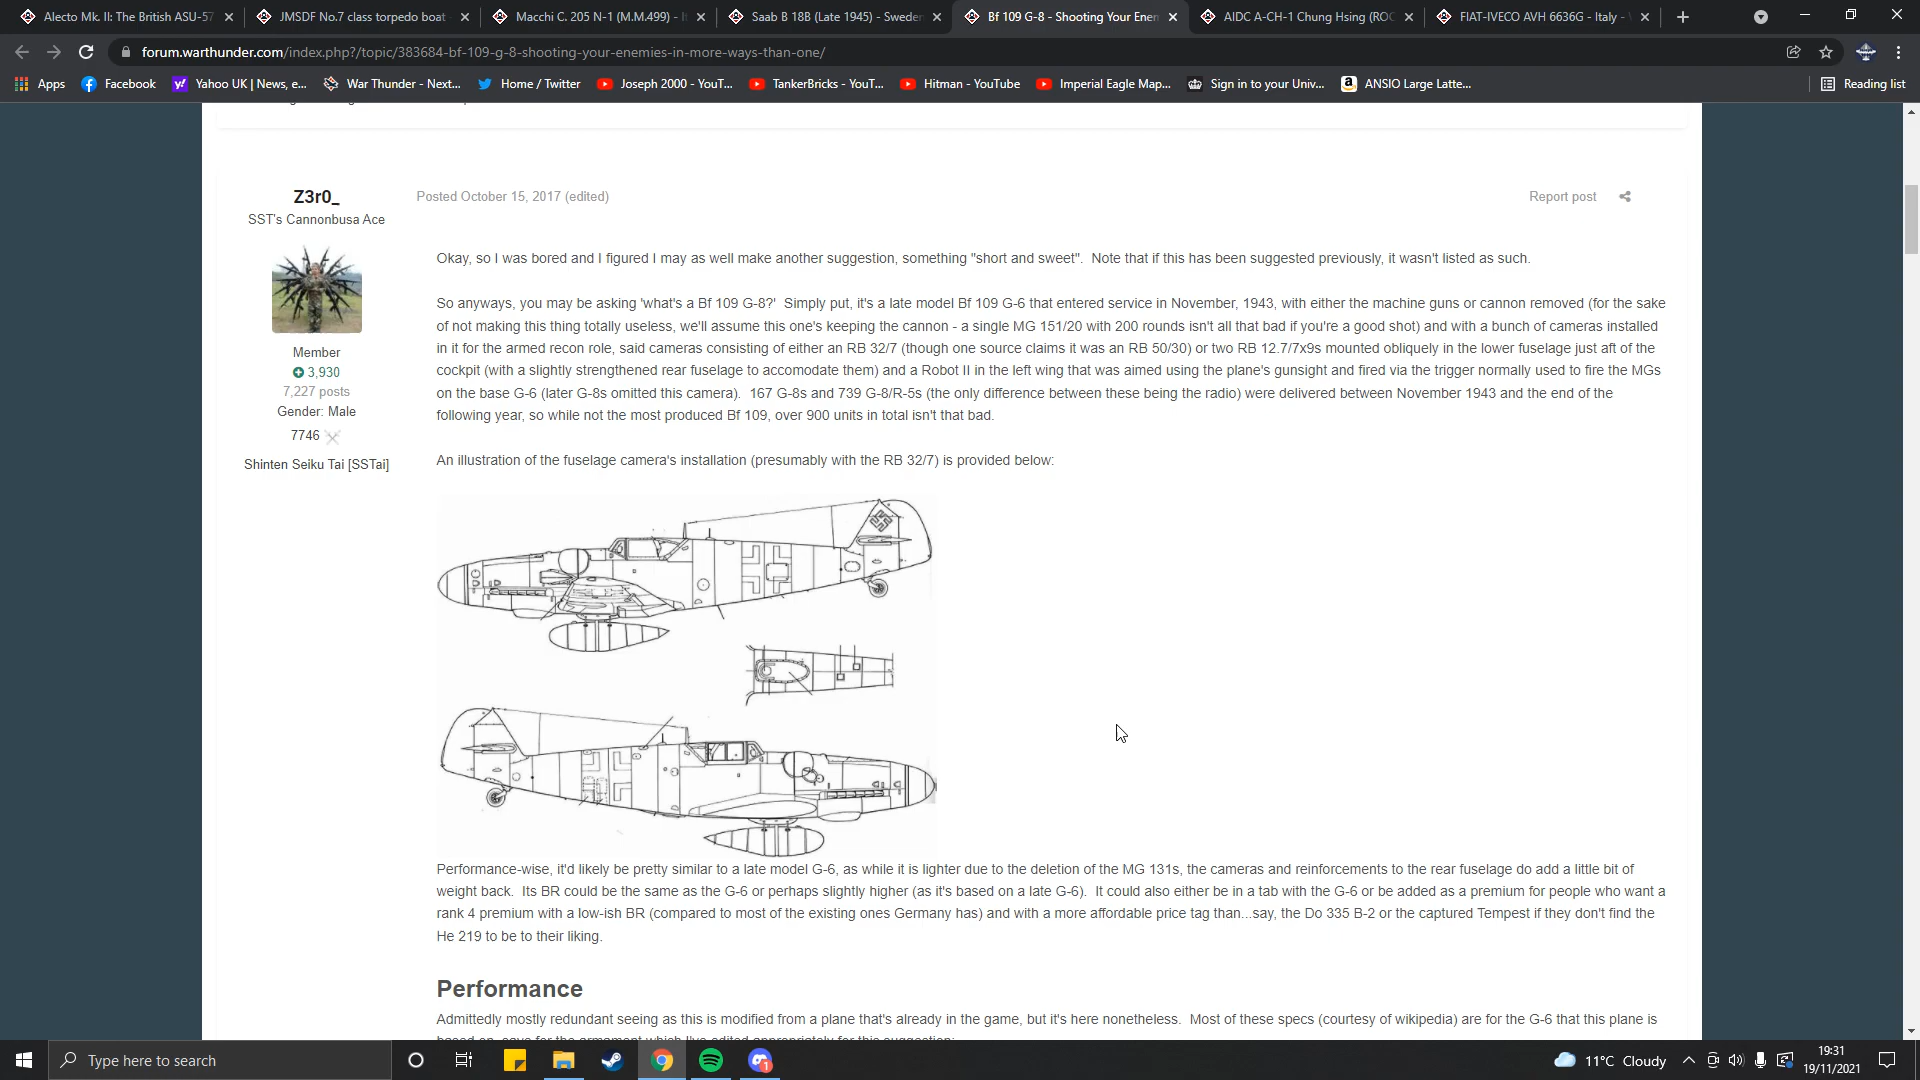 Alecto Mk. II: The British ASU-57
JMSDF No.7 class torpedo boat
Macchi C. 205 N-1 (M.M.499) - It
Saab B 18B (Late 1945) - Sweden
Bf 109 G-8 - Shooting Your Enem
AIDC A-CH-1 Chung Hsing (ROC
FIAT-IVECO AVH 6636G - Italy -
forum.warthunder.com/index.php?/topic/383684-bf-109-g-8-shooting-your-enemies-in-more-ways-than-one/
Apps
Facebook
Yahoo UK | News, e...
War Thunder - Next...
Home / Twitter
Joseph 2000 - YouT...
TankerBricks - YouT...
Hitman - YouTube
Imperial Eagle Map...
Sign in to your Univ...
ANSIO Large Latte...
Reading list
Z3r0_
SST's Cannonbusa Ace
Member
3,930
7,227 posts
Gender: Male
7746
Shinten Seiku Tai [SSTai]
Posted October 15, 2017 (edited)
Report post
Okay, so I was bored and I figured I may as well make another suggestion, something "short and sweet". Note that if this has been suggested previously, it wasn't listed as such.
So anyways, you may be asking 'what's a Bf 109 G-8?' Simply put, it's a late model Bf 109 G-6 that entered service in November, 1943, with either the machine guns or cannon removed (for the sake
of not making this thing totally useless, we'll assume this one's keeping the cannon - a single MG 151/20 with 200 rounds isn't all that bad if you're a good shot) and with a bunch of cameras installed
in it for the armed recon role, said cameras consisting of either an RB 32/7 (though one source claims it was an RB 50/30) or two RB 12.7/7x9s mounted obliquely in the lower fuselage just aft of the
cockpit (with a slightly strengthened rear fuselage to accomodate them) and a Robot II in the left wing that was aimed using the plane's gunsight and fired via the trigger normally used to fire the MGs
on the base G-6 (later G-8s omitted this camera). 167 G-8s and 739 G-8/R-5s (the only difference between these being the radio) were delivered between November 1943 and the end of the
following year, so while not the most produced Bf 109, over 900 units in total isn't that bad.
An illustration of the fuselage camera's installation (presumably with the RB 32/7) is provided below:
Performance-wise, it'd likely be pretty similar to a late model G-6, as while it is lighter due to the deletion of the MG 131s, the cameras and reinforcements to the rear fuselage do add a little bit of
weight back. Its BR could be the same as the G-6 or perhaps slightly higher (as it's based on a late G-6). It could also either be in a tab with the G-6 or be added as a premium for people who want a
rank 4 premium with a low-ish BR (compared to most of the existing ones Germany has) and with a more affordable price tag than...say, the Do 335 B-2 or the captured Tempest if they don't find the
He 219 to be to their liking.
Performance
Admittedly mostly redundant seeing as this is modified from a plane that's already in the game, but it's here nonetheless. Most of these specs (courtesy of wikipedia) are for the G-6 that this plane is
Type here to search
1
11°C Cloudy
19:31
19/11/2021